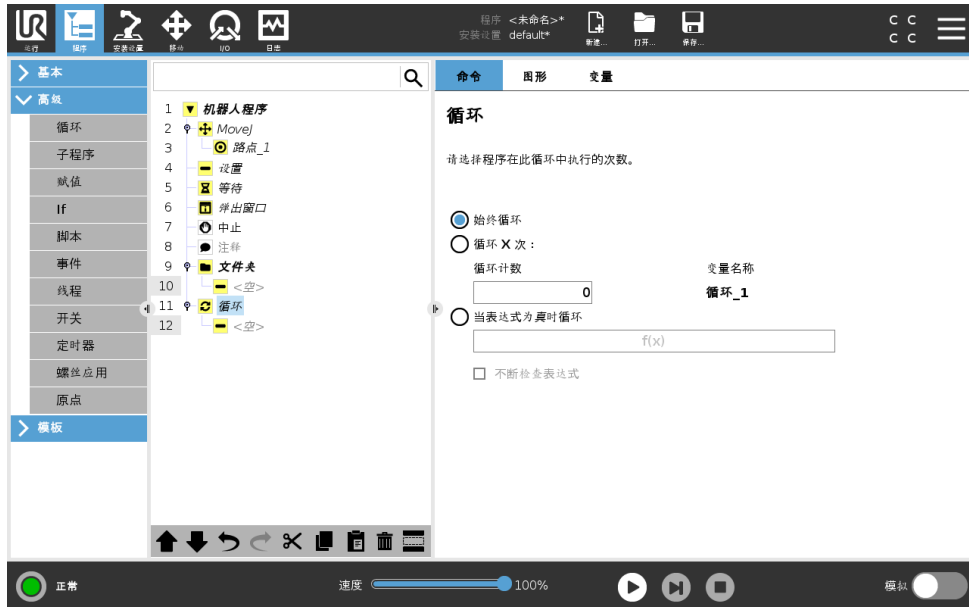 UR
运行
程序
安装设置
移动
I/O
日志
程序 <未命名>*
安装设置 default*
新建...
打开...
保存...
C C
C C
基本
高级
循环
子程序
赋值
If
脚本
事件
线程
开关
定时器
螺丝应用
原点
模板
1 机器人程序
2 MoveJ
3 路点_1
4 设置
5 等待
6 弹出窗口
7 中止
8 注释
9 文件夹
10 <空>
11 循环
12 <空>
命令 图形 变量
循环
请选择程序在此循环中执行的次数。
始终循环
循环 X 次：
循环计数 变量名称
0 循环_1
当表达式为真时循环
f(x)
不断检查表达式
正常
速度 100%
模拟